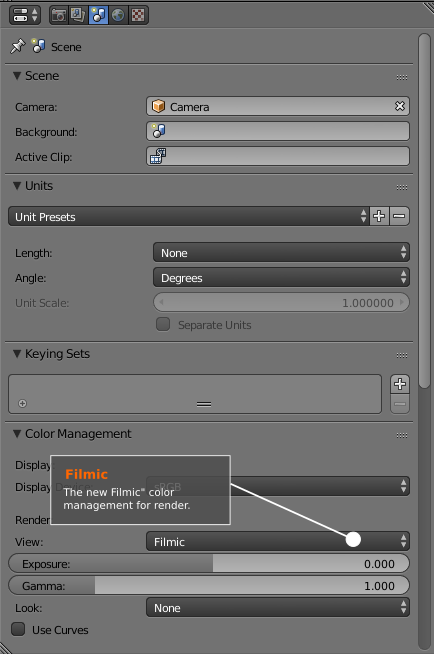 Scene
Scene
Camera: Camera
Background:
Active Clip:
Units
Unit Presets
Length: None
Angle: Degrees
Unit Scale: 1.000000
Separate Units
Keying Sets
Color Management
Display
Filmic
The new Filmic" color
management for render.
Display Device: sRGB
Render
View: Filmic
Exposure: 0.000
Gamma: 1.000
Look: None
Use Curves